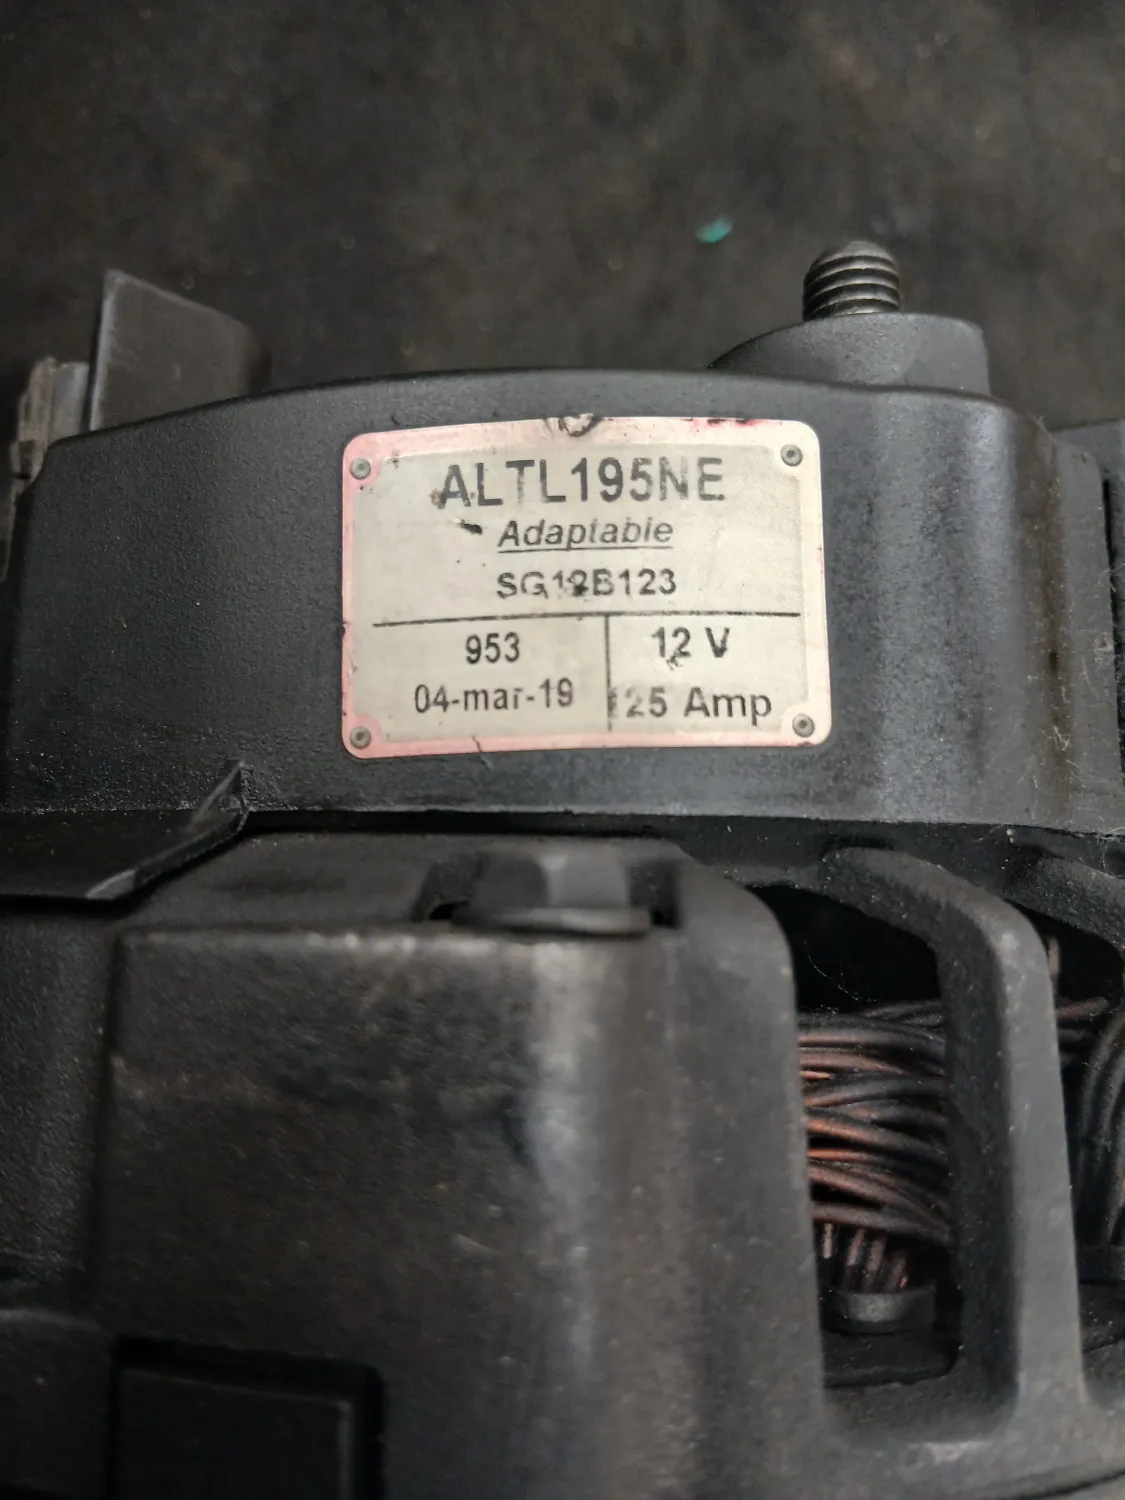 ALTL195NE
Adaptable
SG12B123
953
04-mar-19
12 V
125 Amp